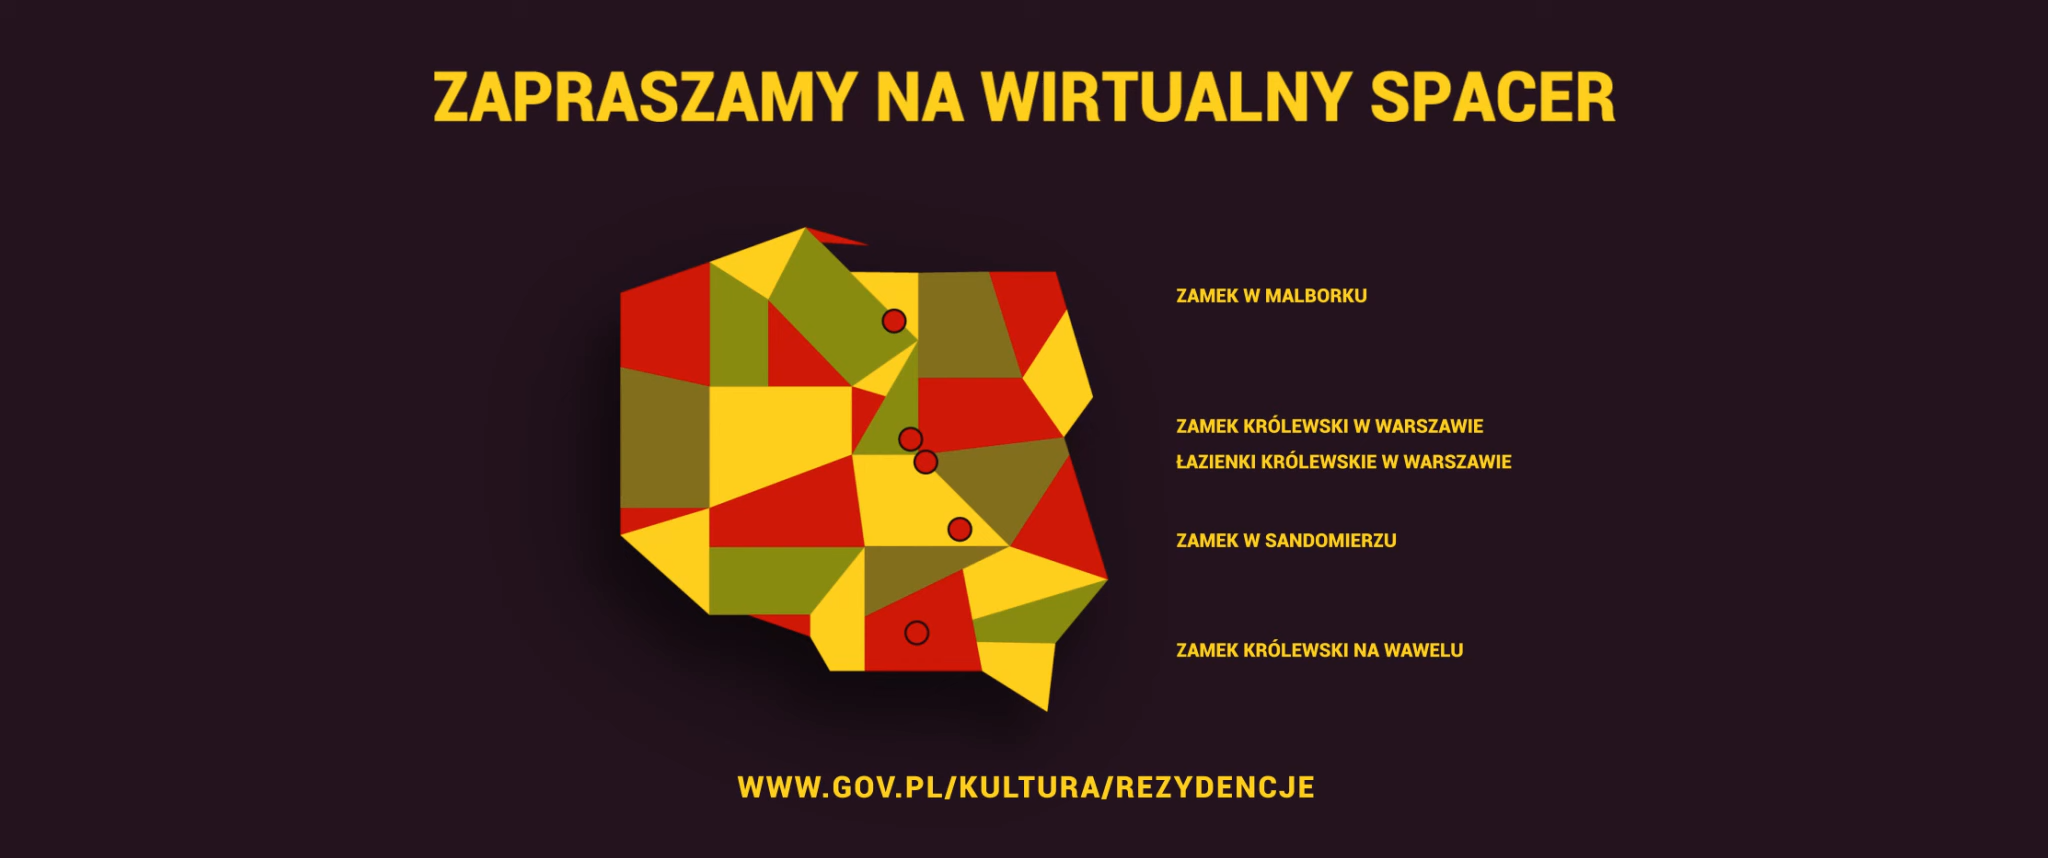 ZAPRASZAMY NA WIRTUALNY SPACER
ZAMEK W MALBORKU
ZAMEK KRÓLEWSKI W WARSZAWIE
ŁAZIENKI KRÓLEWSKIE W WARSZAWIE
ZAMEK W SANDOMIERZU
ZAMEK KRÓLEWSKI NA WAWELU
WWW.GOV.PL/KULTURA/REZYDENCJE